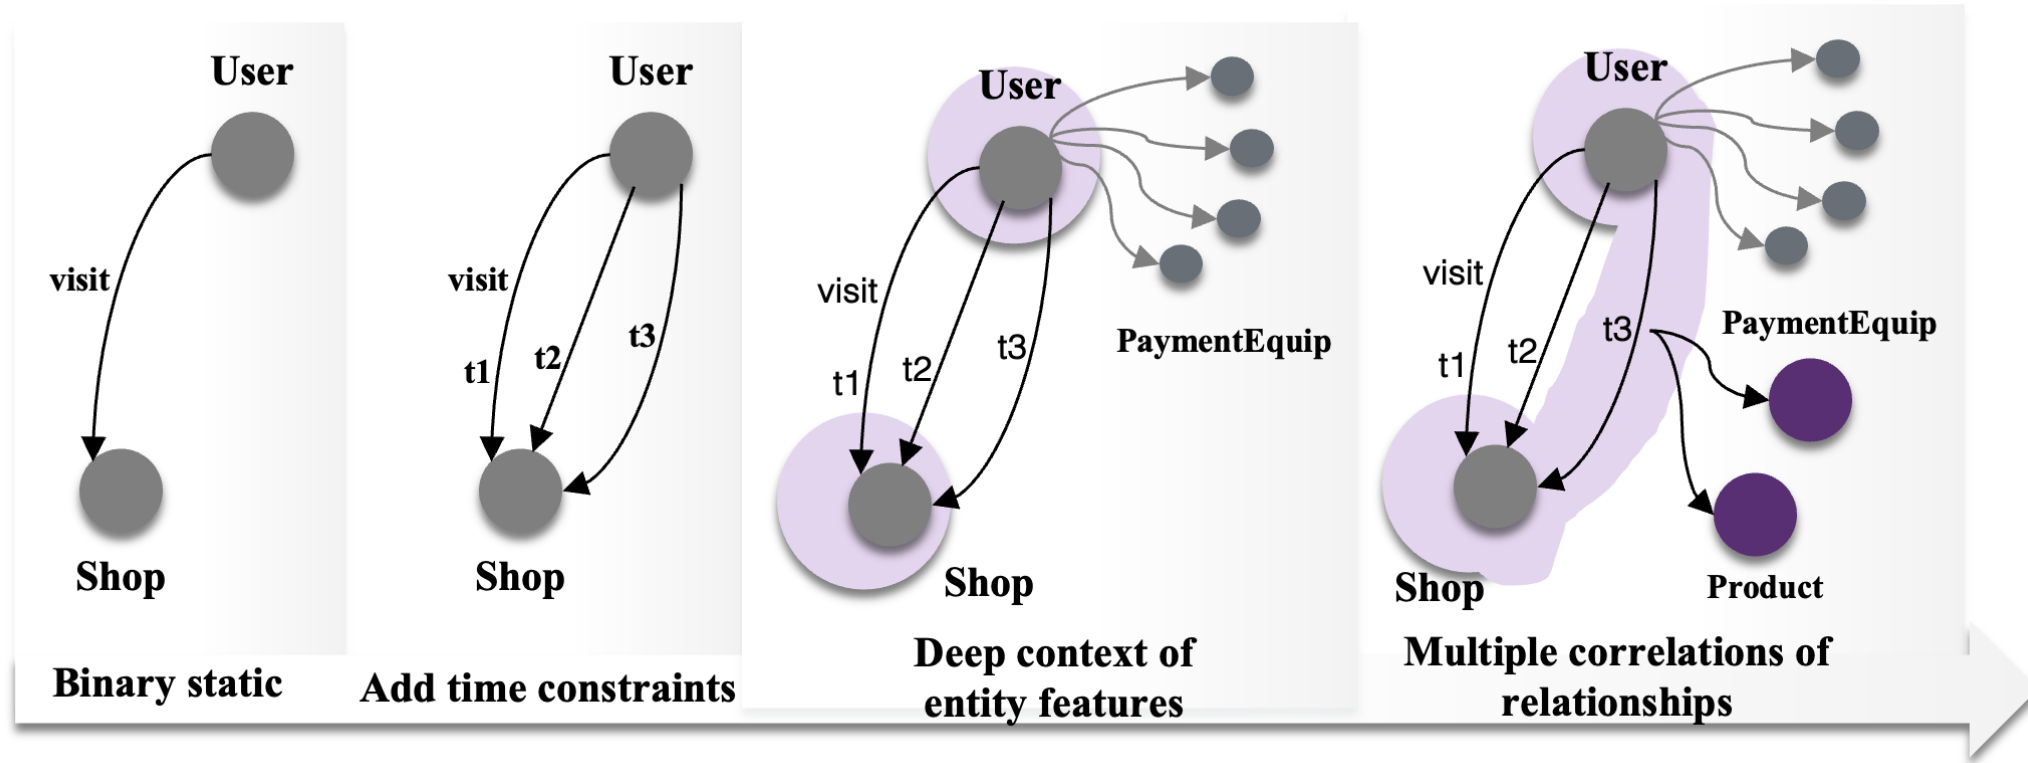 User
visit
Shop
Binary static
User
visit
t1
t2
t3
Shop
Add time constraints
User
visit
t1
t2
t3
PaymentEquip
Shop
Deep context of
entity features
User
visit
t1
t2
t3
PaymentEquip
Shop
Product
Multiple correlations of
relationships